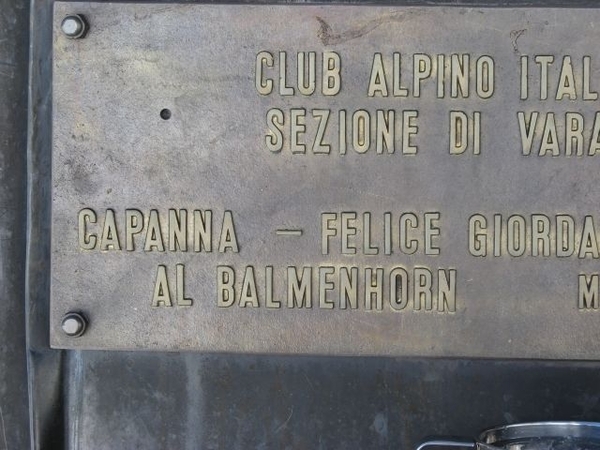 CLUB ALPINO ITAL
SEZIONE DI VARA
CAPANNA – FELICE GIORDA
AL BALMENHORN M